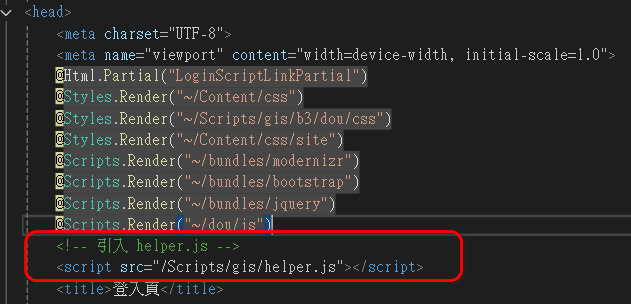 <head>
<meta charset="UTF-8">
<meta name="viewport" content="width=device-width, initial-scale=1.0">
@Html.Partial("LoginScriptLinkPartial")
@Styles.Render("~/Content/css")
@Styles.Render("~/Scripts/gis/b3/dou/css")
@Styles.Render("~/Content/css/site")
@Scripts.Render("~/bundles/modernizr")
@Scripts.Render("~/bundles/bootstrap")
@Scripts.Render("~/bundles/jquery")
@Scripts.Render("~/dou/js")
<!-- 引入 helper.js -->
<script src="/Scripts/gis/helper.js"></script>
<title>登入頁</title>